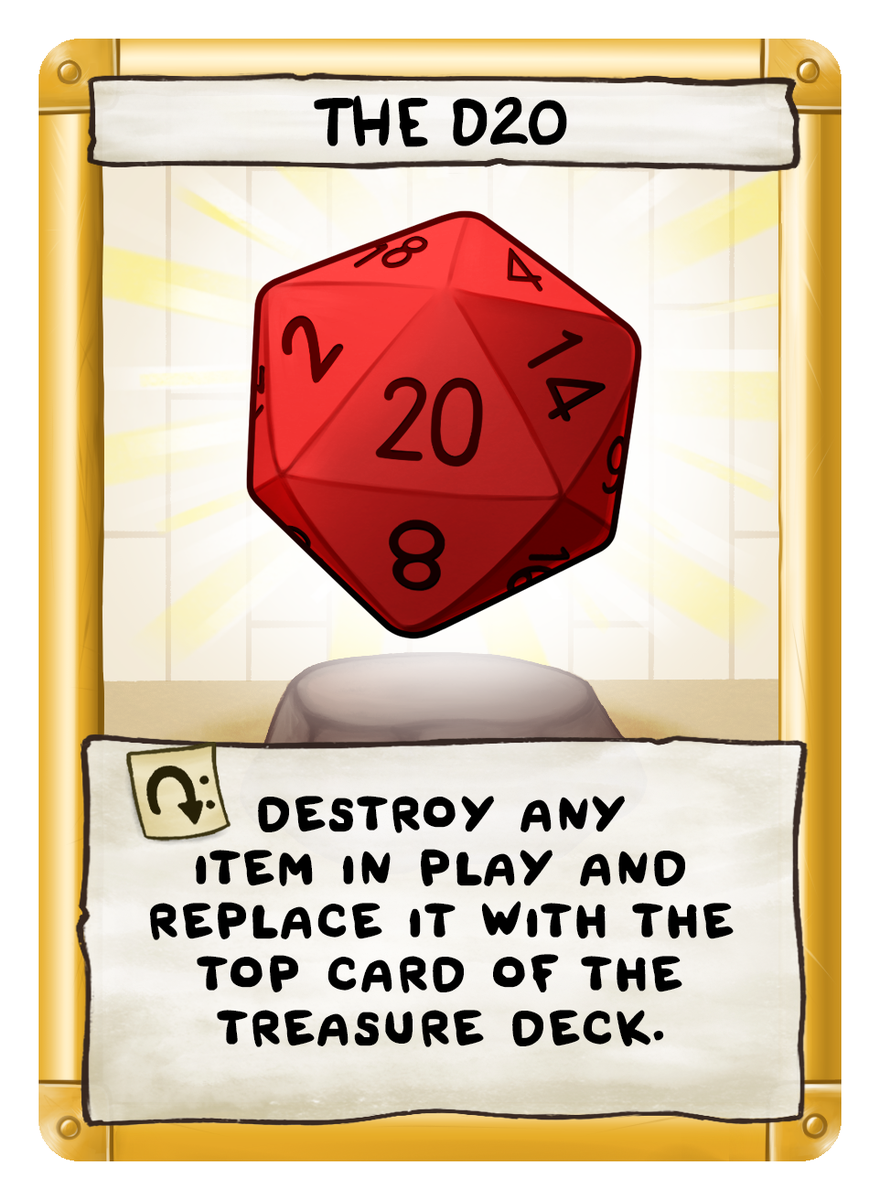 THE D20
18
4
2
14
20
8
DESTROY ANY
ITEM IN PLAY AND
REPLACE IT WITH THE
TOP CARD OF THE
TREASURE DECK.